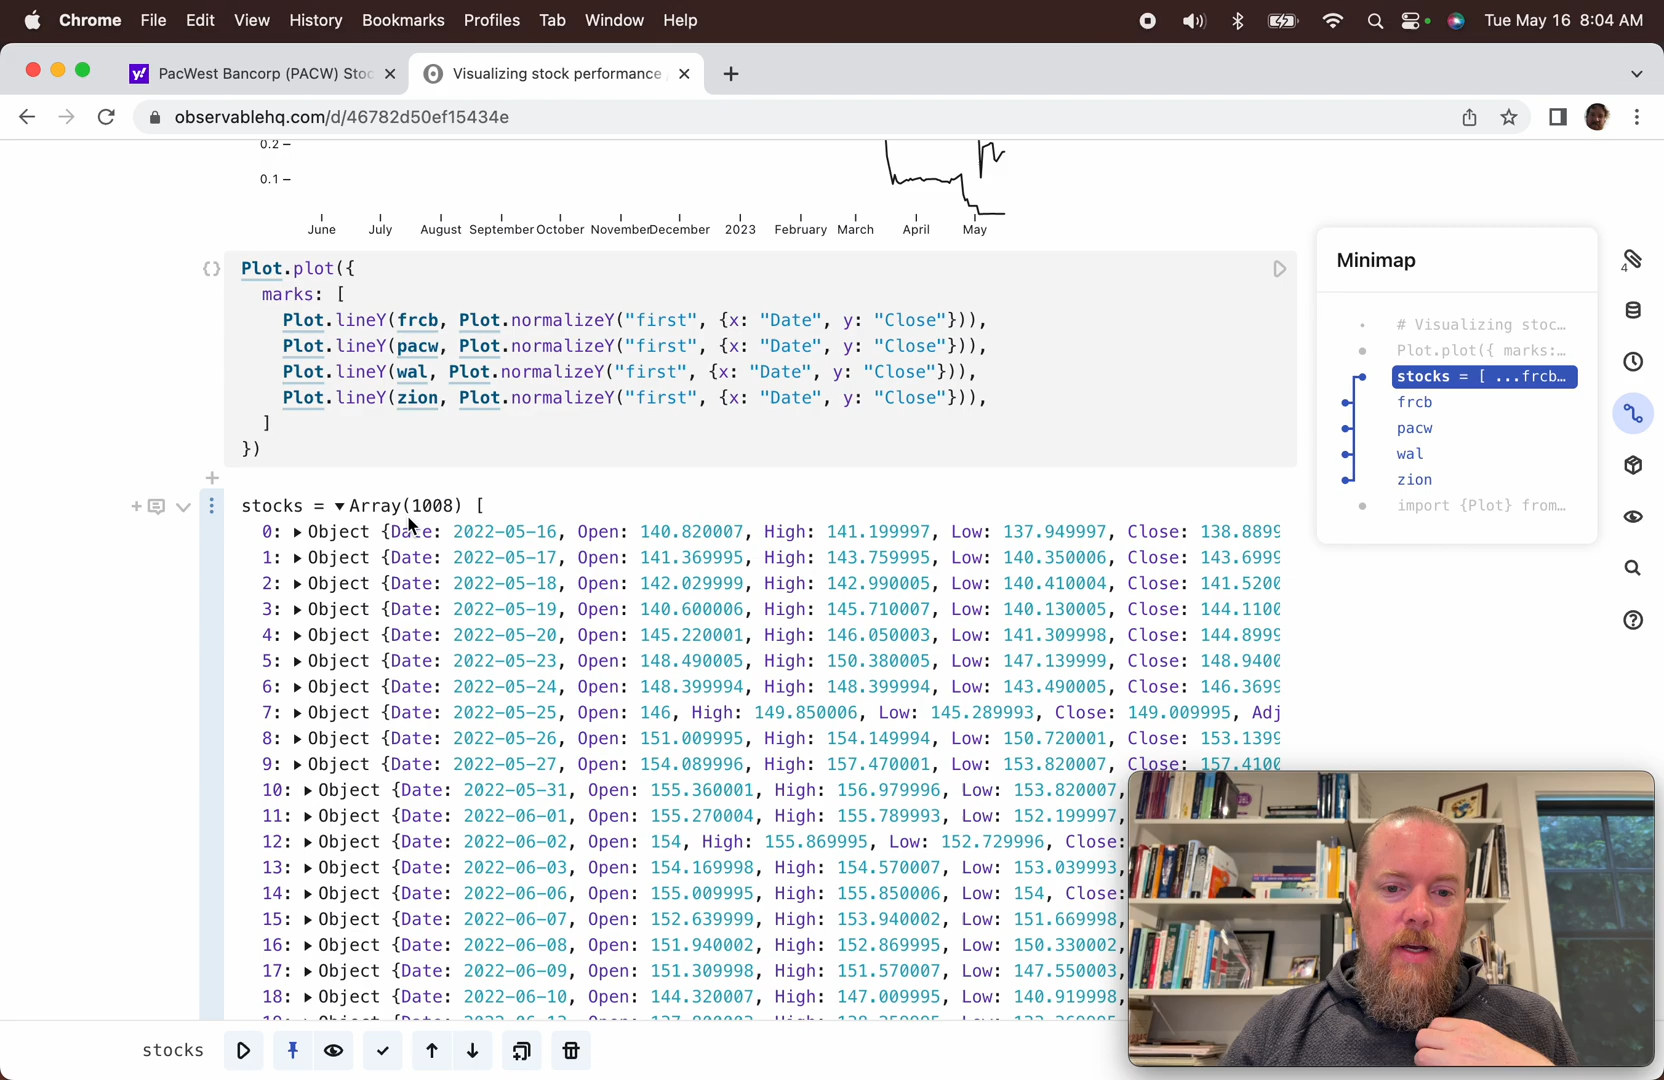 Chrome File Edit View History Bookmarks Profiles Tab Window Help Tue May 16 8:04 AM
PacWest Bancorp (PACW) Stoc Visualizing stock performance
observablehq.com/d/46782d50ef15434e
0.2
0.1
June July August September October November December 2023 February March April May
Plot.plot({
marks: [
Plot.lineY(frcb, Plot.normalizeY("first", {x: "Date", y: "Close"})),
Plot.lineY(pacw, Plot.normalizeY("first", {x: "Date", y: "Close"})),
Plot.lineY(wal, Plot.normalizeY("first", {x: "Date", y: "Close"})),
Plot.lineY(zion, Plot.normalizeY("first", {x: "Date", y: "Close"})),
]
})
stocks = Array(1008) [
0: Object {Date: 2022-05-16, Open: 140.820007, High: 141.199997, Low: 137.949997, Close: 138.8899
1: Object {Date: 2022-05-17, Open: 141.369995, High: 143.759995, Low: 140.350006, Close: 143.6999
2: Object {Date: 2022-05-18, Open: 142.029999, High: 142.990005, Low: 140.410004, Close: 141.5200
3: Object {Date: 2022-05-19, Open: 140.600006, High: 145.710007, Low: 140.130005, Close: 144.1100
4: Object {Date: 2022-05-20, Open: 145.220001, High: 146.050003, Low: 141.309998, Close: 144.8999
5: Object {Date: 2022-05-23, Open: 148.490005, High: 150.380005, Low: 147.139999, Close: 148.9400
6: Object {Date: 2022-05-24, Open: 148.399994, High: 148.399994, Low: 143.490005, Close: 146.3699
7: Object {Date: 2022-05-25, Open: 146, High: 149.850006, Low: 145.289993, Close: 149.009995, Adj
8: Object {Date: 2022-05-26, Open: 151.009995, High: 154.149994, Low: 150.720001, Close: 153.1399
9: Object {Date: 2022-05-27, Open: 154.089996, High: 157.470001, Low: 153.820007, Close: 157.4100
10: Object {Date: 2022-05-31, Open: 155.360001, High: 156.979996, Low: 153.820007,
11: Object {Date: 2022-06-01, Open: 155.270004, High: 155.789993, Low: 152.199997,
12: Object {Date: 2022-06-02, Open: 154, High: 155.869995, Low: 152.729996, Close:
13: Object {Date: 2022-06-03, Open: 154.169998, High: 154.570007, Low: 153.039993,
14: Object {Date: 2022-06-06, Open: 155.009995, High: 155.850006, Low: 154, Close:
15: Object {Date: 2022-06-07, Open: 152.639999, High: 153.940002, Low: 151.669998,
16: Object {Date: 2022-06-08, Open: 151.940002, High: 152.869995, Low: 150.330002,
17: Object {Date: 2022-06-09, Open: 151.309998, High: 151.570007, Low: 147.550003,
18: Object {Date: 2022-06-10, Open: 144.320007, High: 147.009995, Low: 140.919998,
stocks
Minimap
# Visualizing stoc…
Plot.plot({ marks:…
stocks = [ ...frcb…
frcb
pacw
wal
zion
import {Plot} from…
4